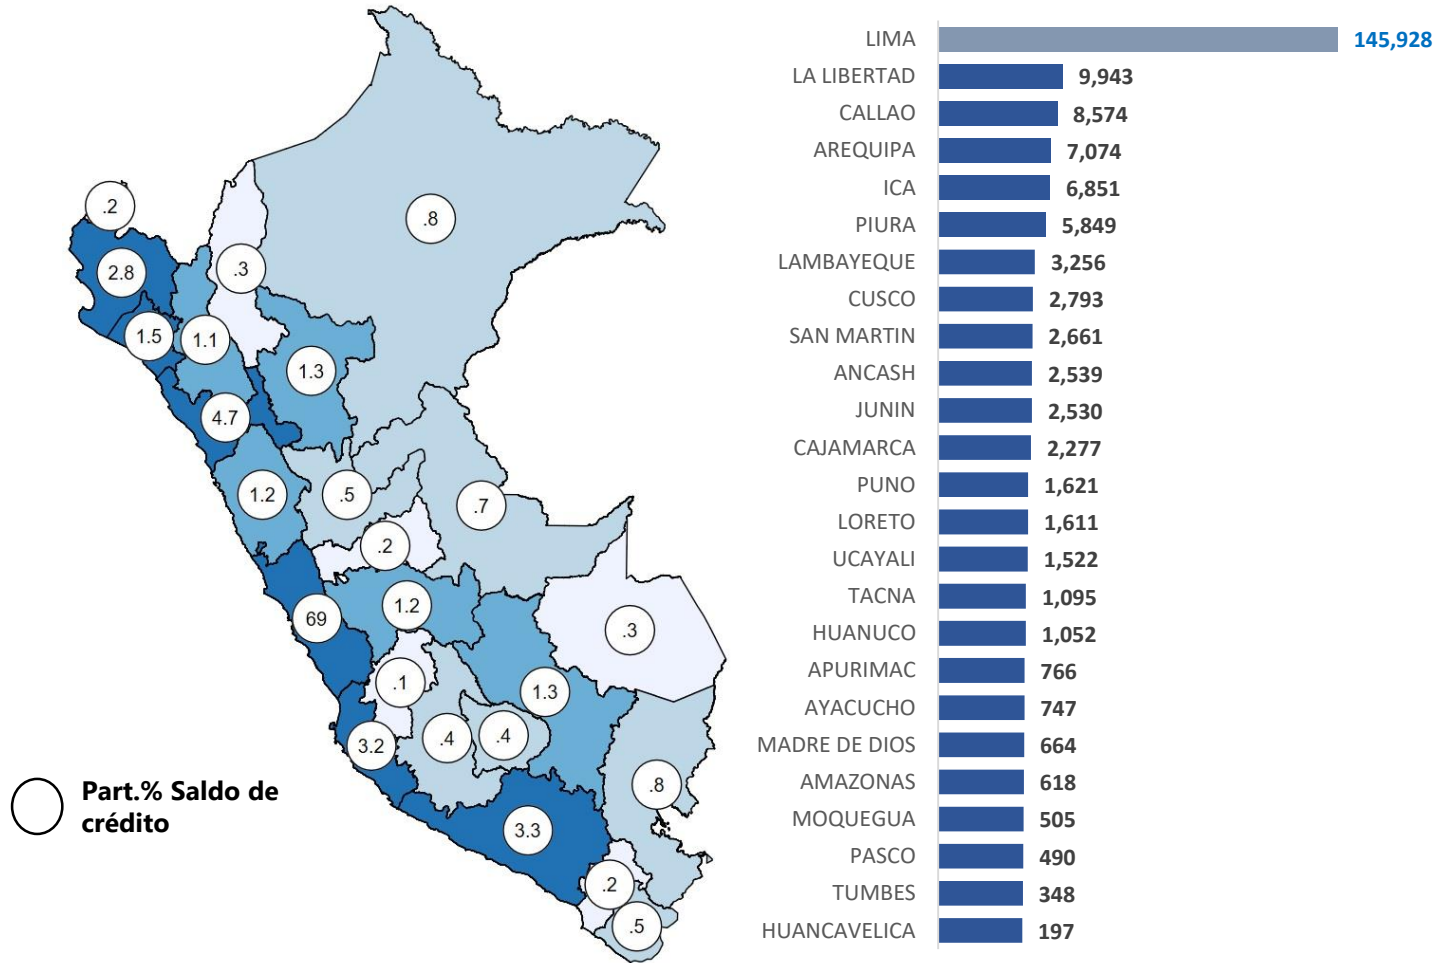 .2
2.8
.3
.8
1.5
1.1
1.3
4.7
1.2
.5
.7
.2
69
1.2
.3
.1
1.3
3.2
.4
.4
.8
3.3
.2
.5
Part.% Saldo de
crédito
LIMA 145,928
LA LIBERTAD 9,943
CALLAO 8,574
AREQUIPA 7,074
ICA 6,851
PIURA 5,849
LAMBAYEQUE 3,256
CUSCO 2,793
SAN MARTIN 2,661
ANCASH 2,539
JUNIN 2,530
CAJAMARCA 2,277
PUNO 1,621
LORETO 1,611
UCAYALI 1,522
TACNA 1,095
HUANUCO 1,052
APURIMAC 766
AYACUCHO 747
MADRE DE DIOS 664
AMAZONAS 618
MOQUEGUA 505
PASCO 490
TUMBES 348
HUANCAVELICA 197